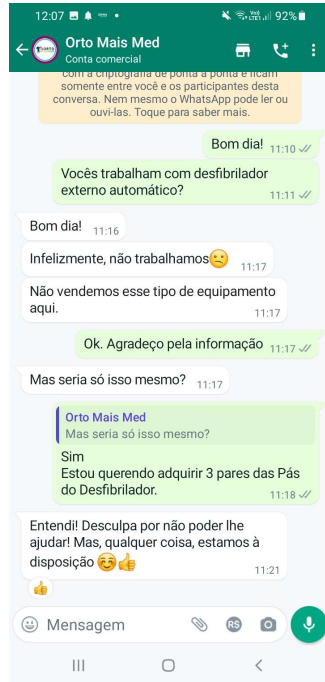 12:07
92%
Orto Mais Med
Conta comercial
com a criptografia de ponta a ponta e ficam
somente entre você e os participantes desta
conversa. Nem mesmo o WhatsApp pode ler ou
ouvi-las. Toque para saber mais.
Bom dia! 11:10
Vocês trabalham com desfibrilador
externo automático?
11:11
Bom dia! 11:16
Infelizmente, não trabalhamos😕
11:17
Não vendemos esse tipo de equipamento
aqui.
11:17
Ok. Agradeço pela informação 11:17
Mas seria só isso mesmo? 11:17
Orto Mais Med
Mas seria só isso mesmo?
Sim
Estou querendo adquirir 3 pares das Pás
do Desfibrilador.
11:18
Entendi! Desculpa por não poder lhe
ajudar! Mas, qualquer coisa, estamos à
disposição ☺️👍
11:21
👍
Mensagem
R$